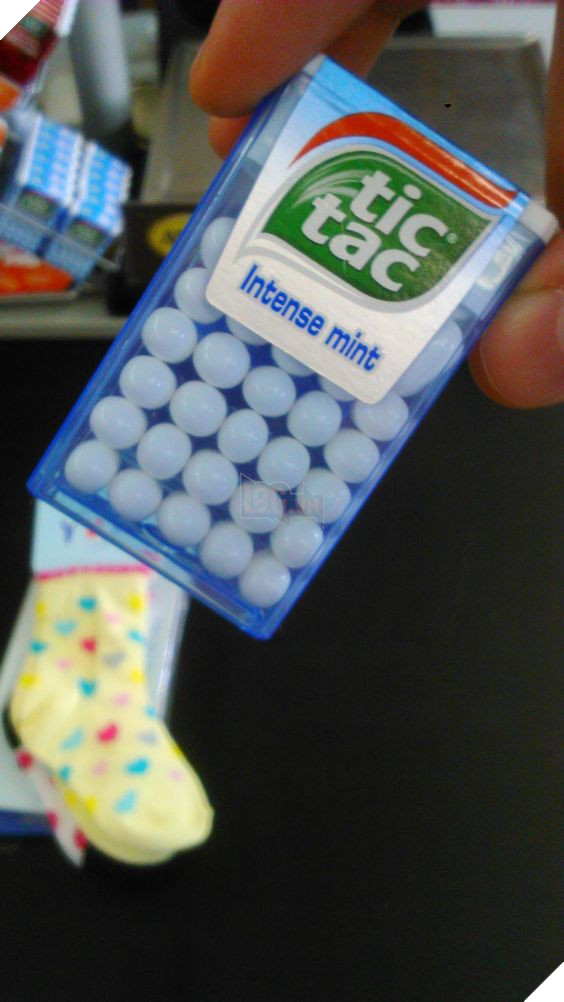 tic
tac
Intense mint